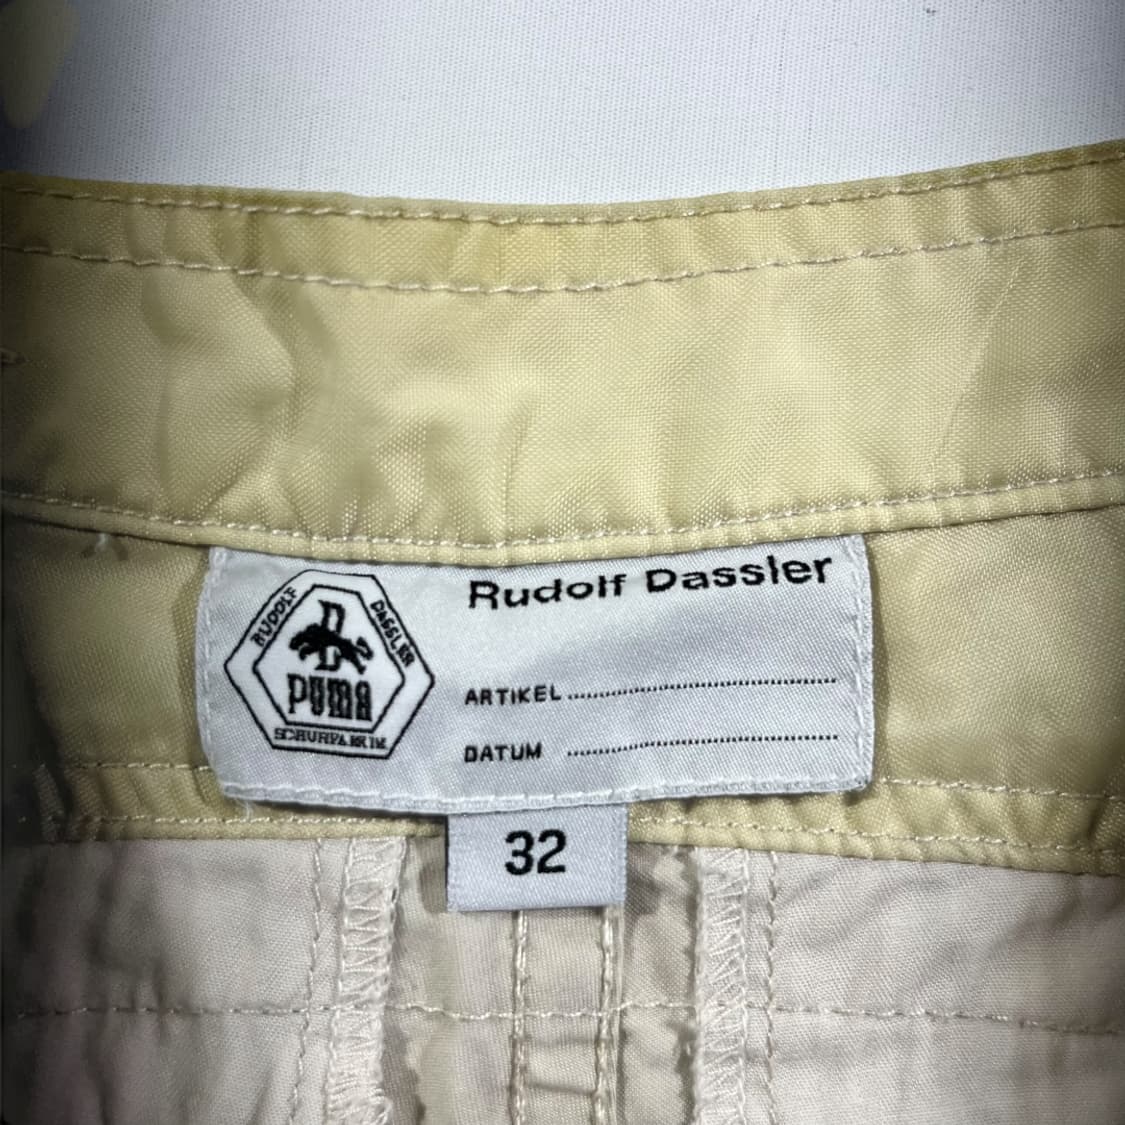 Rudolf Dassler
RUDOLF DASSLER
D
PUMA
SCHUHFABRIK
ARTIKEL
DATUM
32